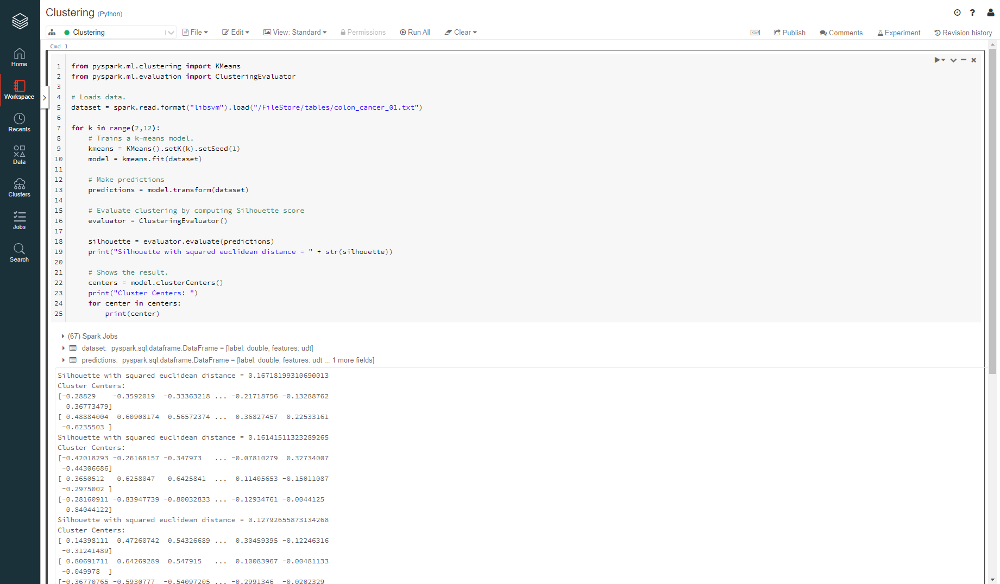 Clustering (Python)
Clustering
File
Edit
View: Standard
Permissions
Run All
Clear
Publish
Comments
Experiment
Revision history
Home
Workspace
Recents
Data
Clusters
Jobs
Search
Cmd 1
1 from pyspark.ml.clustering import KMeans
2 from pyspark.ml.evaluation import ClusteringEvaluator
3
4 # Loads data.
5 dataset = spark.read.format("libsvm").load("/FileStore/tables/colon_cancer_01.txt")
6
7 for k in range(2,12):
8     # Trains a k-means model.
9     kmeans = KMeans().setK(k).setSeed(1)
10     model = kmeans.fit(dataset)
11
12     # Make predictions
13     predictions = model.transform(dataset)
14
15     # Evaluate clustering by computing Silhouette score
16     evaluator = ClusteringEvaluator()
17
18     silhouette = evaluator.evaluate(predictions)
19     print("Silhouette with squared euclidean distance = " + str(silhouette))
20
21     # Shows the result.
22     centers = model.clusterCenters()
23     print("Cluster Centers: ")
24     for center in centers:
25         print(center)
(67) Spark Jobs
dataset: pyspark.sql.dataframe.DataFrame = [label: double, features: udt]
predictions: pyspark.sql.dataframe.DataFrame = [label: double, features: udt ... 1 more fields]
Silhouette with squared euclidean distance = 0.16718199310690013
Cluster Centers:
[-0.28829    -0.3592019  -0.33363218 ... -0.21718756 -0.13288762
  0.36773479]
[ 0.48884004  0.60908174  0.56572374 ...  0.36827457  0.22533161
 -0.6235503 ]
Silhouette with squared euclidean distance = 0.16141511323289265
Cluster Centers:
[-0.42018293 -0.26168157 -0.347973   ... -0.07810279  0.32734007
 -0.44306686]
[ 0.3650512   0.6258047   0.6425841  ...  0.11405653 -0.15011087
 -0.2975002 ]
[-0.28160911 -0.83947739 -0.80032833 ... -0.12934761 -0.0044125
  0.84044122]
Silhouette with squared euclidean distance = 0.12792655873134268
Cluster Centers:
[ 0.14398111  0.47260742  0.54326689 ...  0.30459395 -0.12246316
 -0.31241489]
[ 0.80691711  0.64269289  0.547915   ...  0.10083967 -0.00481133
 -0.049978  ]
[-0.36770765 -0.5930777  -0.54097205 ... -0.2991346  -0.0202329